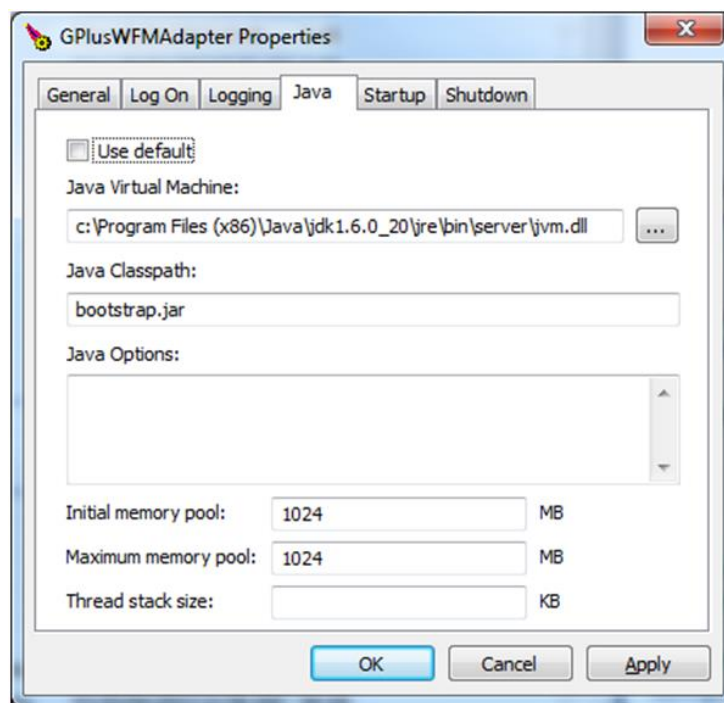 GPlusWFMAdapter Properties
General Log On Logging Java Startup Shutdown
Use default
Java Virtual Machine:
c:\Program Files (x86)\Java\jdk1.6.0_20\jre\bin\server\jvm.dll ...
Java Classpath:
bootstrap.jar
Java Options:
Initial memory pool: 1024 MB
Maximum memory pool: 1024 MB
Thread stack size: KB
OK Cancel Apply